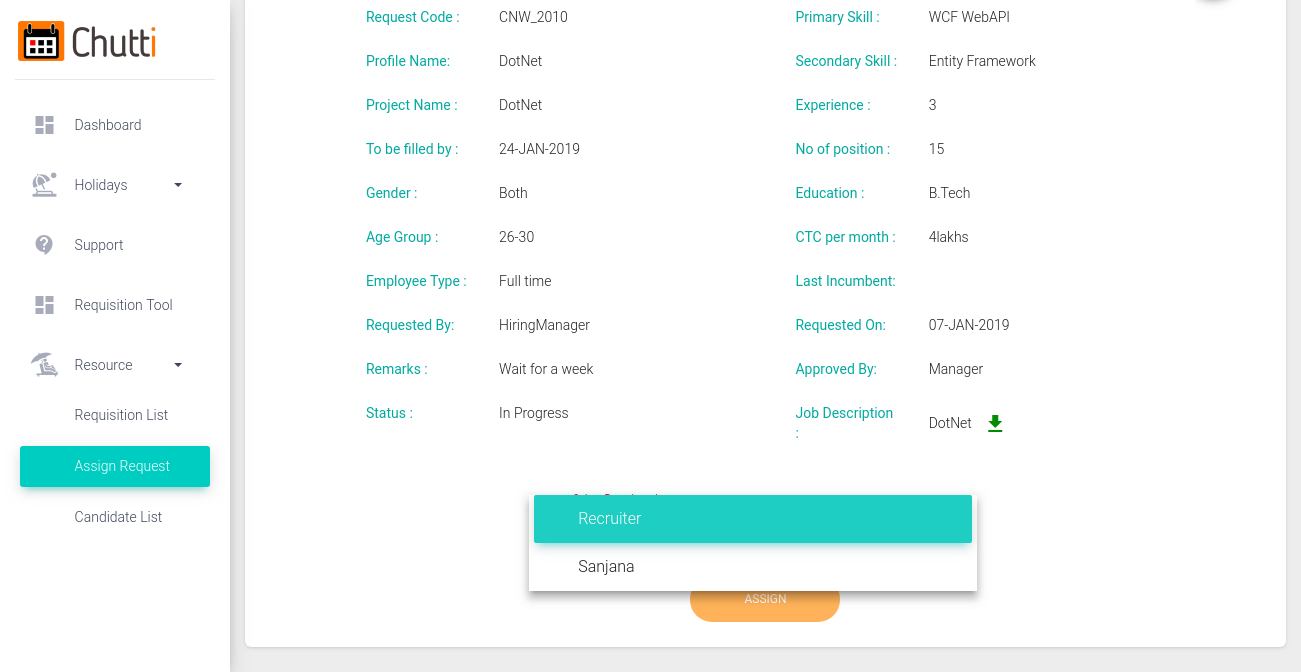 Chutti
Dashboard
Holidays
Support
Requisition Tool
Resource
Requisition List
Assign Request
Candidate List
Request Code : CNW_2010 Primary Skill : WCF WebAPI
Profile Name: DotNet Secondary Skill : Entity Framework
Project Name : DotNet Experience : 3
To be filled by : 24-JAN-2019 No of position : 15
Gender : Both Education : B.Tech
Age Group : 26-30 CTC per month : 4lakhs
Employee Type : Full time Last Incumbent:
Requested By: HiringManager Requested On: 07-JAN-2019
Remarks : Wait for a week Approved By: Manager
Status : In Progress Job Description
: DotNet
Recruiter
Sanjana
ASSIGN